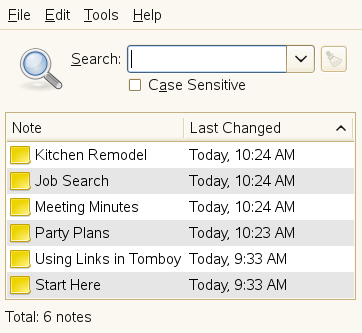 File Edit Tools Help
Search:
Case Sensitive
Note Last Changed
Kitchen Remodel Today, 10:24 AM
Job Search Today, 10:24 AM
Meeting Minutes Today, 10:24 AM
Party Plans Today, 10:23 AM
Using Links in Tomboy Today, 9:33 AM
Start Here Today, 9:33 AM
Total: 6 notes